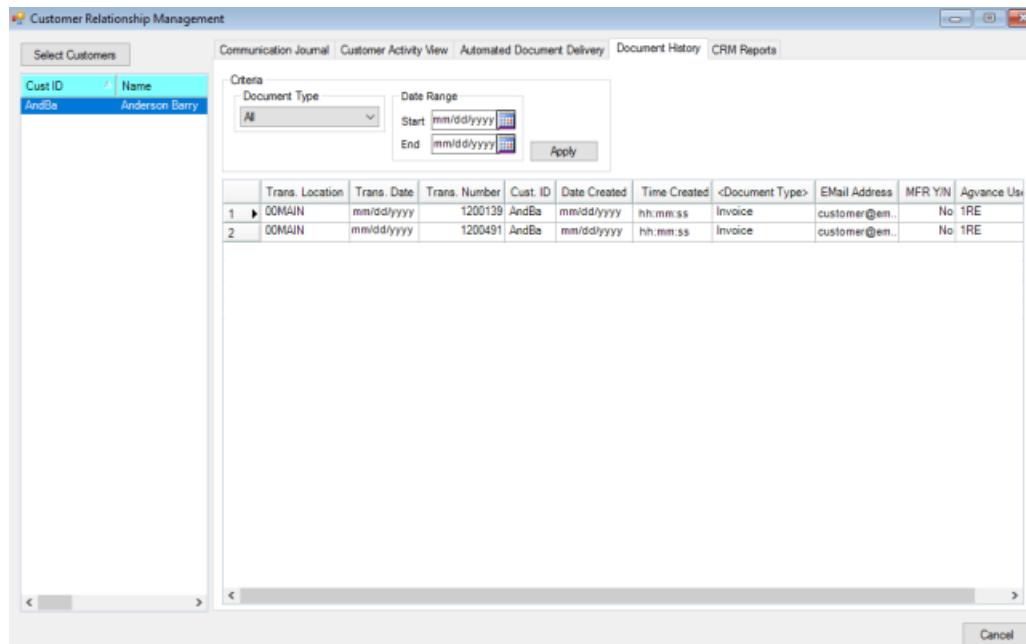 Customer Relationship Management
Select Customers
Communication Journal Customer Activity View Automated Document Delivery Document History CRM Reports
Cust ID Name
AndBa Anderson Barry
Criteria
Document Type Date Range
All
Start mm/dd/yyyy
End mm/dd/yyyy
Apply
Trans. Location Trans. Date Trans. Number Cust. ID Date Created Time Created <Document Type> EMail Address MFR Y/N Agvance Use
1 00MAIN mm/dd/yyyy 1200139 AndBa mm/dd/yyyy hh:mm:ss Invoice customer@em.. No 1RE
2 00MAIN mm/dd/yyyy 1200491 AndBa mm/dd/yyyy hh:mm:ss Invoice customer@em.. No 1RE
Cancel